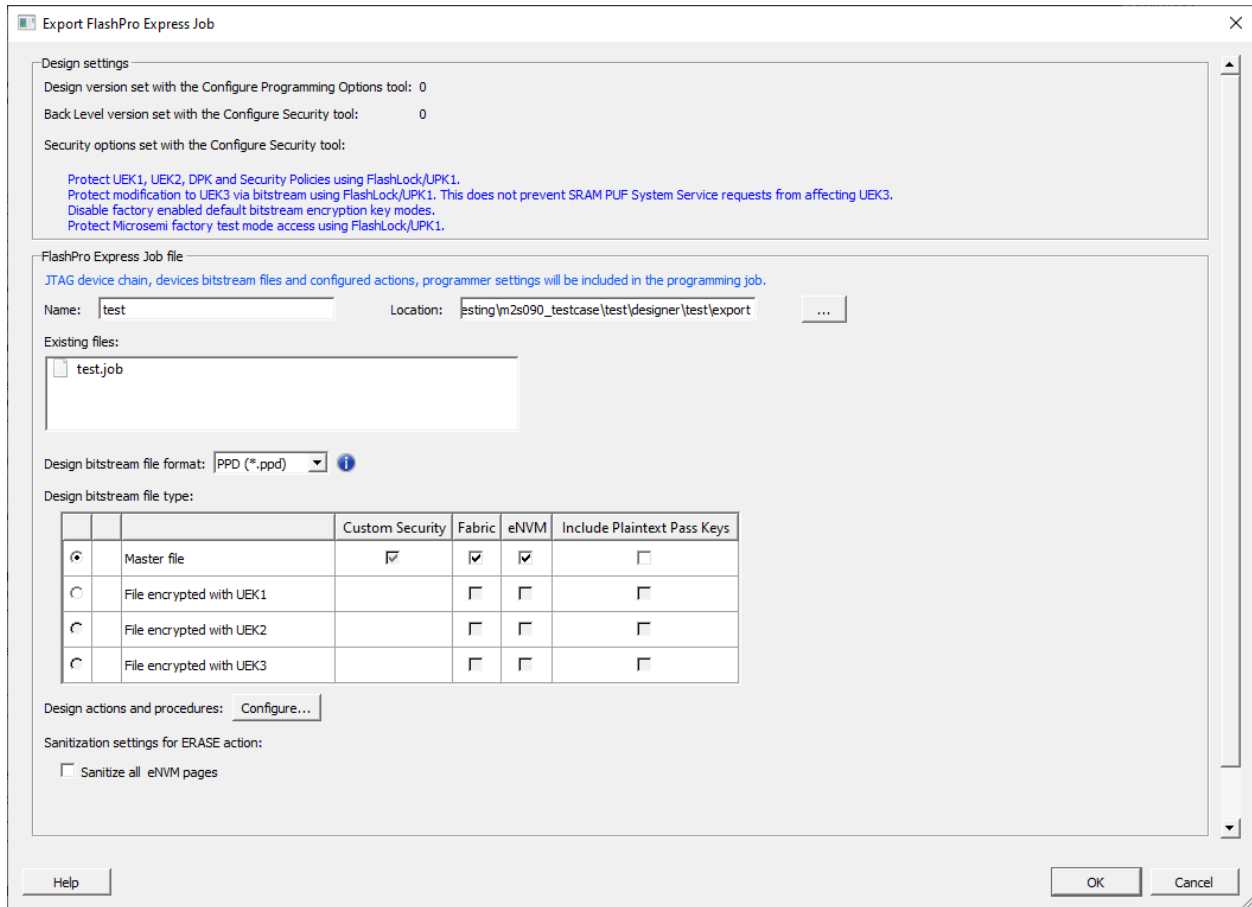 Export FlashPro Express Job
Design settings
Design version set with the Configure Programming Options tool: 0
Back Level version set with the Configure Security tool: 0
Security options set with the Configure Security tool:
Protect UEK1, UEK2, DPK and Security Policies using FlashLock/UPK1.
Protect modification to UEK3 via bitstream using FlashLock/UPK1. This does not prevent SRAM PUF System Service requests from affecting UEK3.
Disable factory enabled default bitstream encryption key modes.
Protect Microsemi factory test mode access using FlashLock/UPK1.
FlashPro Express Job file
JTAG device chain, devices bitstream files and configured actions, programmer settings will be included in the programming job.
Name: test Location: esting\m2s090_testcase\test\designer\test\export ...
Existing files:
test.job
Design bitstream file format: PPD (*.ppd)
Design bitstream file type:
Custom Security Fabric eNVM Include Plaintext Pass Keys
Master file
File encrypted with UEK1
File encrypted with UEK2
File encrypted with UEK3
Design actions and procedures: Configure...
Sanitization settings for ERASE action:
Sanitize all eNVM pages
Help OK Cancel